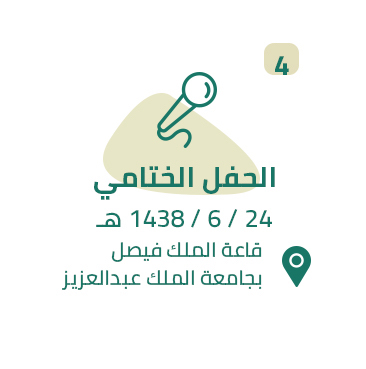 4
الحفل الختامي
24 / 6 / 1438 هـ
قاعة الملك فيصل
بجامعة الملك عبدالعزيز